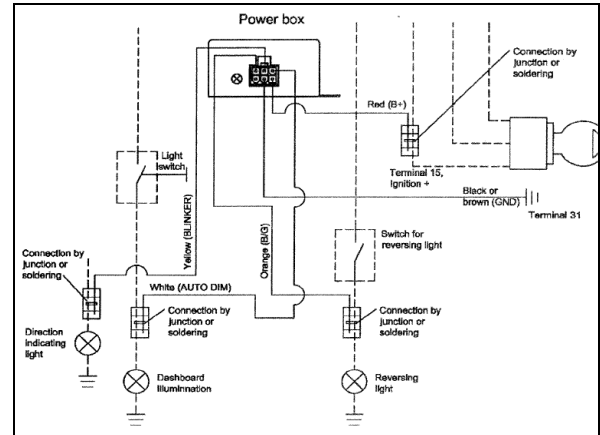 Power box
Connection by
junction or
soldering
Red (B+)
Light
switch
Terminal 15,
Ignition +
Black or
brown (GND)
Terminal 31
Yellow (BLINKER)
Orange (B/G)
Switch for
reversing light
Connection by
junction or
soldering
White (AUTO DIM)
Connection by
junction or
soldering
Connection by
junction or
soldering
Direction
indicating
light
Dashboard
illuminnation
Reversing
light